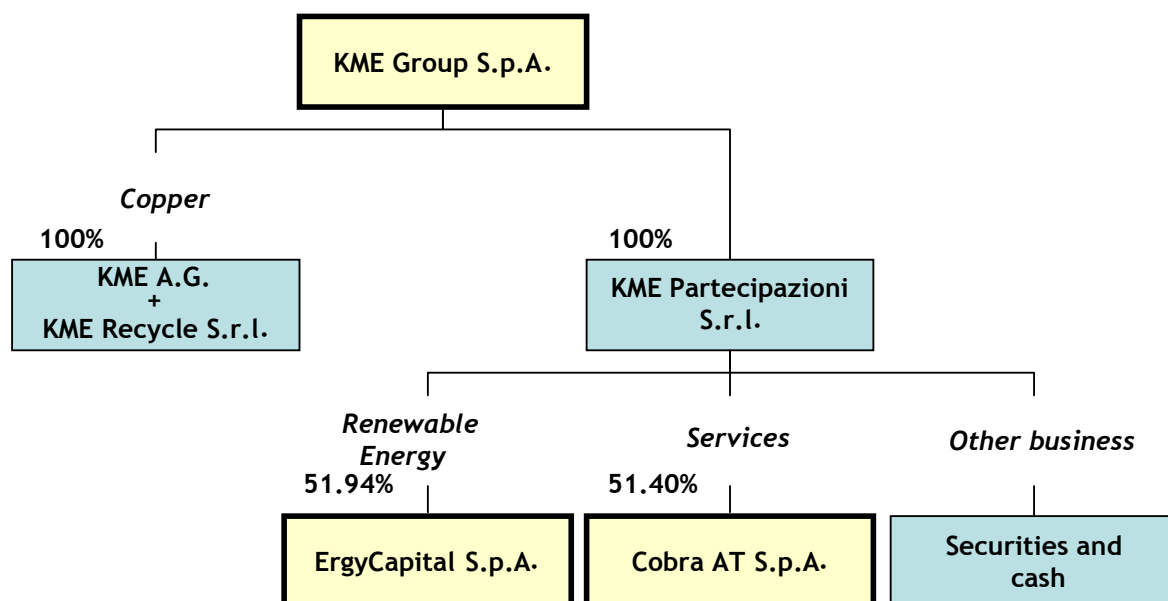 KME Group S.p.A.
Copper
100%
KME A.G.
+
KME Recycle S.r.l.
100%
KME Partecipazioni
S.r.l.
Renewable
Energy
51.94%
ErgyCapital S.p.A.
Services
51.40%
Cobra AT S.p.A.
Other business
Securities and
cash